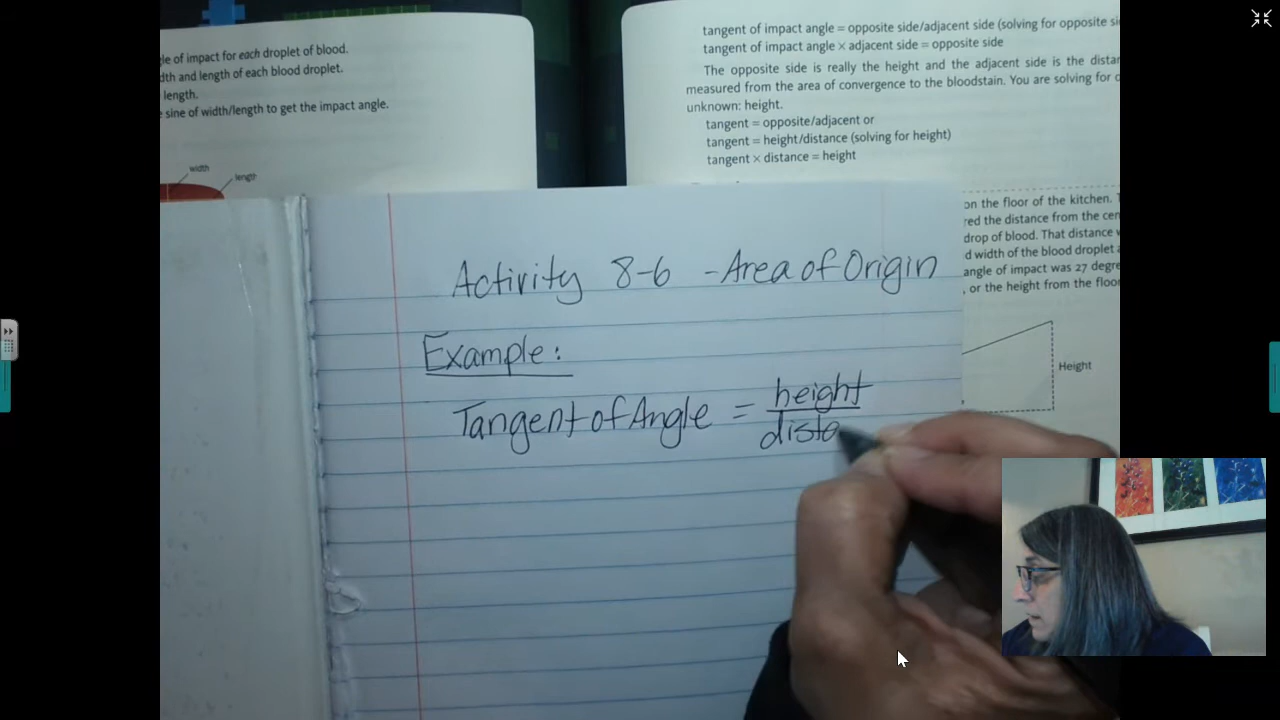 le of impact for each droplet of blood.
dth and length of each blood droplet.
length.
sine of width/length to get the impact angle.
width
length
tangent of impact angle = opposite side/adjacent side (solving for opposite si
tangent of impact angle × adjacent side = opposite side
The opposite side is really the height and the adjacent side is the distan
measured from the area of convergence to the bloodstain. You are solving for o
unknown: height.
tangent = opposite/adjacent or
tangent = height/distance (solving for height)
tangent × distance = height
on the floor of the kitchen.
red the distance from the cen
drop of blood. That distance
d width of the blood droplet
angle of impact was 27 degre
, or the height from the floor
Height
Activity 8-6 - Area of Origin
Example:
Tangent of Angle = height
dista